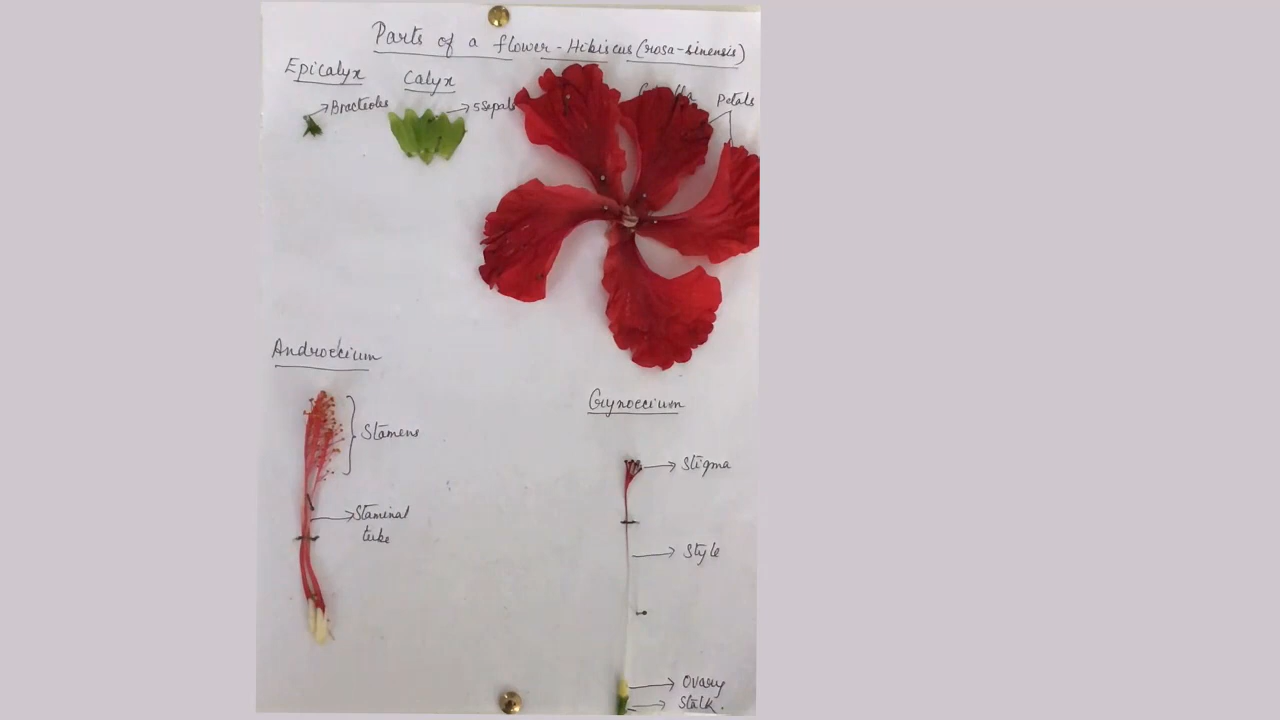 Parts of a flower - Hibiscus (rosa-sinensis)
Epicalyx
Calyx
Bracteoles
5 Sepals
Petals
Androecium
Stamens
Staminal
tube
Gynoecium
Stigma
Style
Ovary
Stalk.